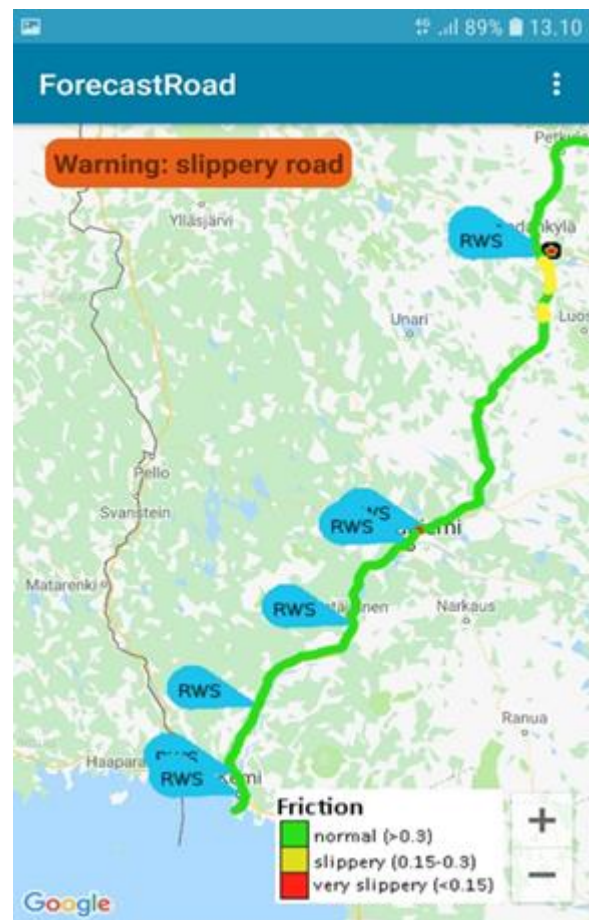 4G 89% 13.10
ForecastRoad
Warning: slippery road
Ylläsjärvi
RWS
Unari
Pello
Svanstein
RWS
Matarenki
RWS
Narkaus
RWS
Ranua
RWS
Friction
normal (>0.3)
slippery (0.15-0.3)
very slippery (<0.15)
+
−
Google